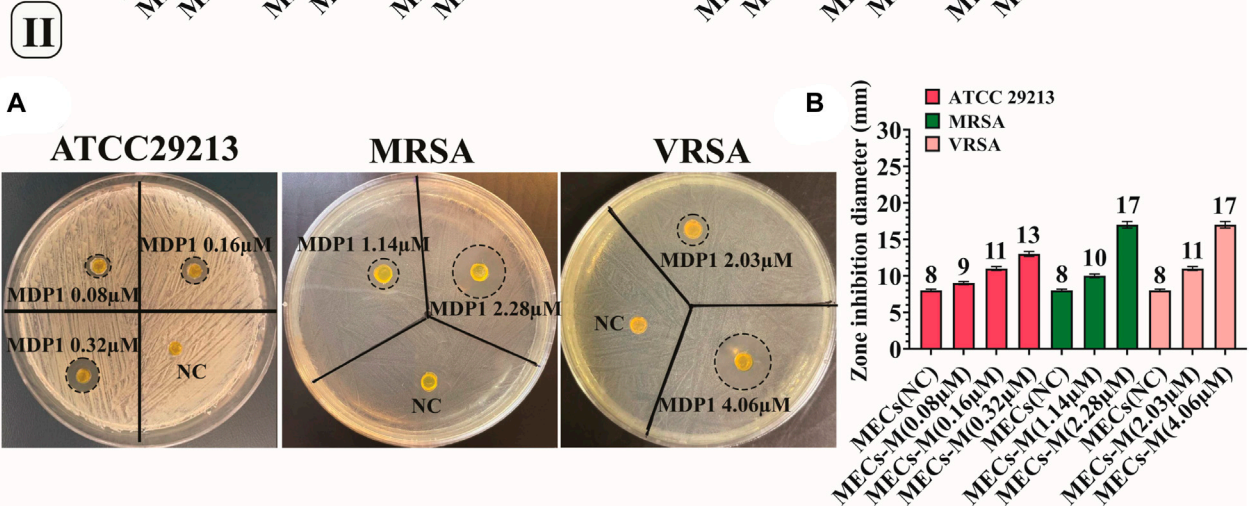 II
A
B
ATCC29213
MRSA
VRSA
MDP1 0.16µM
MDP1 0.08µM
MDP1 0.32µM
NC
MDP1 1.14µM
MDP1 2.28µM
NC
MDP1 2.03µM
NC
MDP1 4.06µM
ATCC 29213
MRSA
VRSA
Zone inhibition diameter (mm)
30
25
20
15
10
5
0
8
9
11
13
8
10
17
8
11
17
MECs(NC)
MECs-M(0.08µM)
MECs-M(0.16µM)
MECs-M(0.32µM)
MECs(NC)
MECs-M(1.14µM)
MECs-M(2.28µM)
MECs(NC)
MECs-M(2.03µM)
MECs-M(4.06µM)